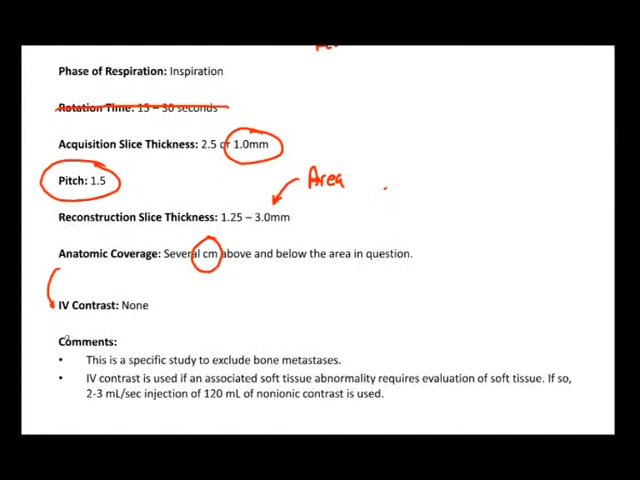 Phase of Respiration: Inspiration
Rotation Time: 15 – 30 seconds
Acquisition Slice Thickness: 2.5 or 1.0mm
Pitch: 1.5
Area
Reconstruction Slice Thickness: 1.25 – 3.0mm
Anatomic Coverage: Several cm above and below the area in question.
IV Contrast: None
Comments:
• This is a specific study to exclude bone metastases.
• IV contrast is used if an associated soft tissue abnormality requires evaluation of soft tissue. If so,
2-3 mL/sec injection of 120 mL of nonionic contrast is used.